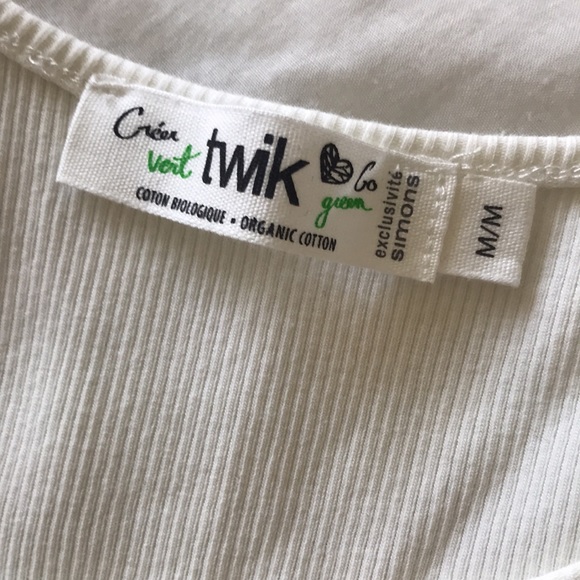 Créer twik Go
vert green
COTON BIOLOGIQUE • ORGANIC COTTON
exclusivité
simons
M/M